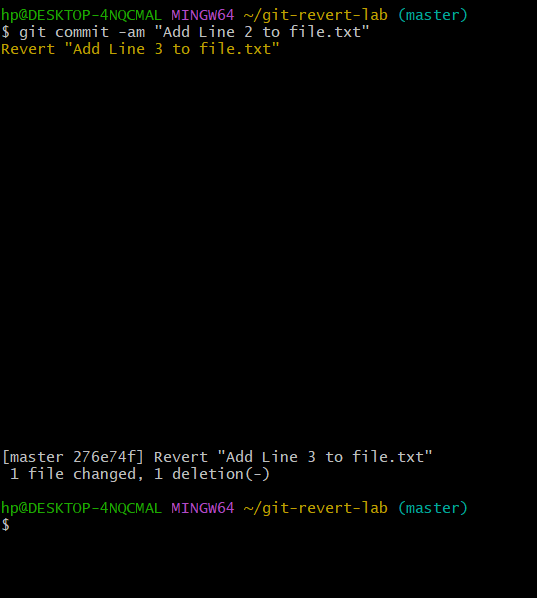 hp@DESKTOP-4NQCMAL MINGW64 ~/git-revert-lab (master)
$ git commit -am "Add Line 2 to file.txt"
Revert "Add Line 3 to file.txt"
[master 276e74f] Revert "Add Line 3 to file.txt"
 1 file changed, 1 deletion(-)
hp@DESKTOP-4NQCMAL MINGW64 ~/git-revert-lab (master)
$